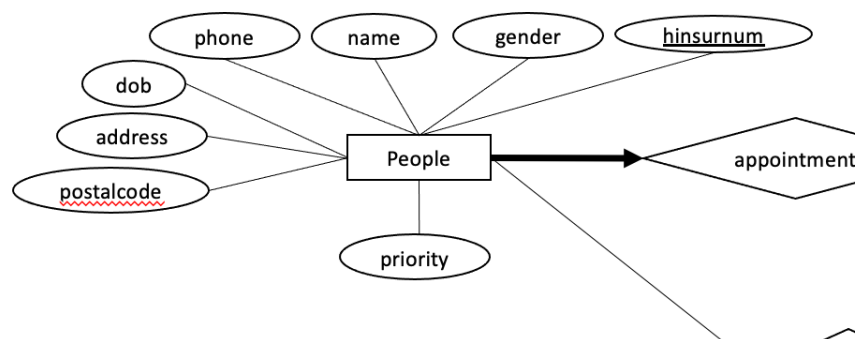 phone
name
gender
hinsurnum
dob
address
postalcode
People
appointment
priority